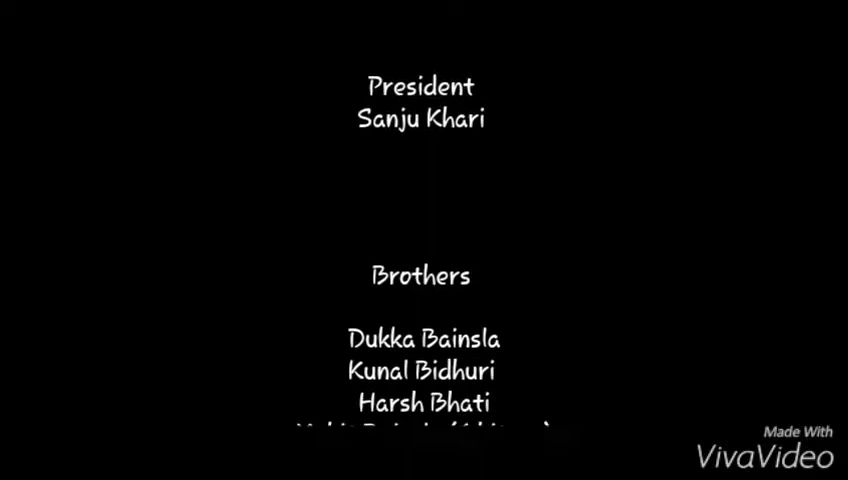 President
Sanju Khari
Brothers
Dukka Bainsla
Kunal Bidhuri
Harsh Bhati
Made With
VivaVideo